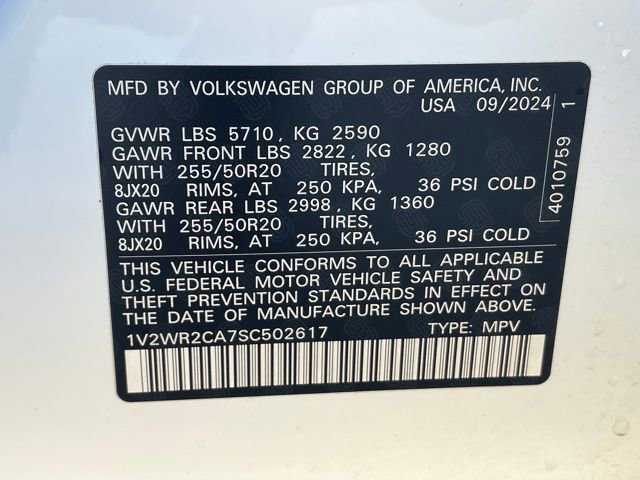 MFD BY VOLKSWAGEN GROUP OF AMERICA, INC.
USA 09/2024
GVWR LBS 5710, KG 2590
GAWR FRONT LBS 2822, KG 1280
WITH 255/50R20 TIRES,
8JX20 RIMS, AT 250 KPA, 36 PSI COLD
GAWR REAR LBS 2998, KG 1360
WITH 255/50R20 TIRES,
8JX20 RIMS, AT 250 KPA, 36 PSI COLD
4010759 1
THIS VEHICLE CONFORMS TO ALL APPLICABLE
U.S. FEDERAL MOTOR VEHICLE SAFETY AND
THEFT PREVENTION STANDARDS IN EFFECT ON
THE DATE OF MANUFACTURE SHOWN ABOVE.
1V2WR2CA7SC502617 TYPE: MPV